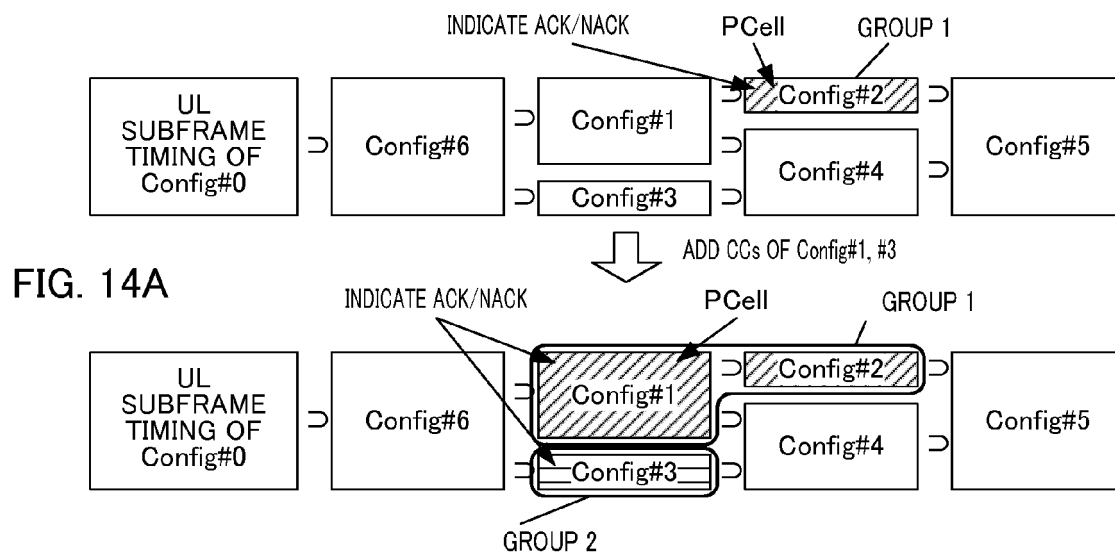 INDICATE ACK/NACK
PCell
GROUP 1
UL
SUBFRAME
TIMING OF
Config#0
⊃
Config#6
⊃
Config#1
⊃
Config#2
⊃
Config#5
⊃
Config#3
⊃
⊃
Config#4
⊃
ADD CCs OF Config#1, #3
FIG. 14A
INDICATE ACK/NACK
PCell
GROUP 1
UL
SUBFRAME
TIMING OF
Config#0
⊃
Config#6
⊃
Config#1
⊃
Config#2
⊃
Config#5
⊃
Config#3
⊃
⊃
Config#4
⊃
GROUP 2